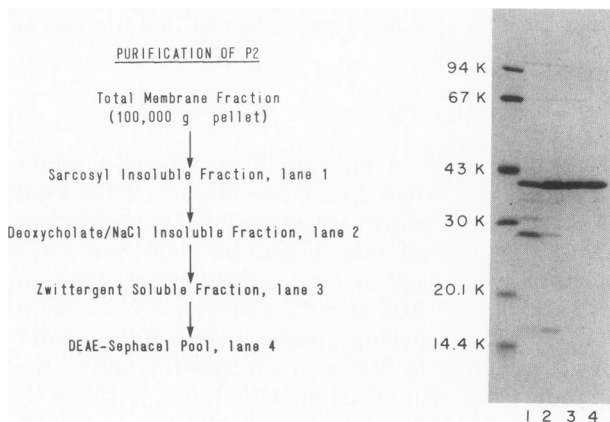 PURIFICATION OF P2
Total Membrane Fraction
(100,000 g pellet)
Sarcosyl Insoluble Fraction, lane 1
Deoxycholate/NaCl Insoluble Fraction, lane 2
Zwittergent Soluble Fraction, lane 3
DEAE-Sephacel Pool, lane 4
94 K
67 K
43 K
30 K
20.1 K
14.4 K
1 2 3 4